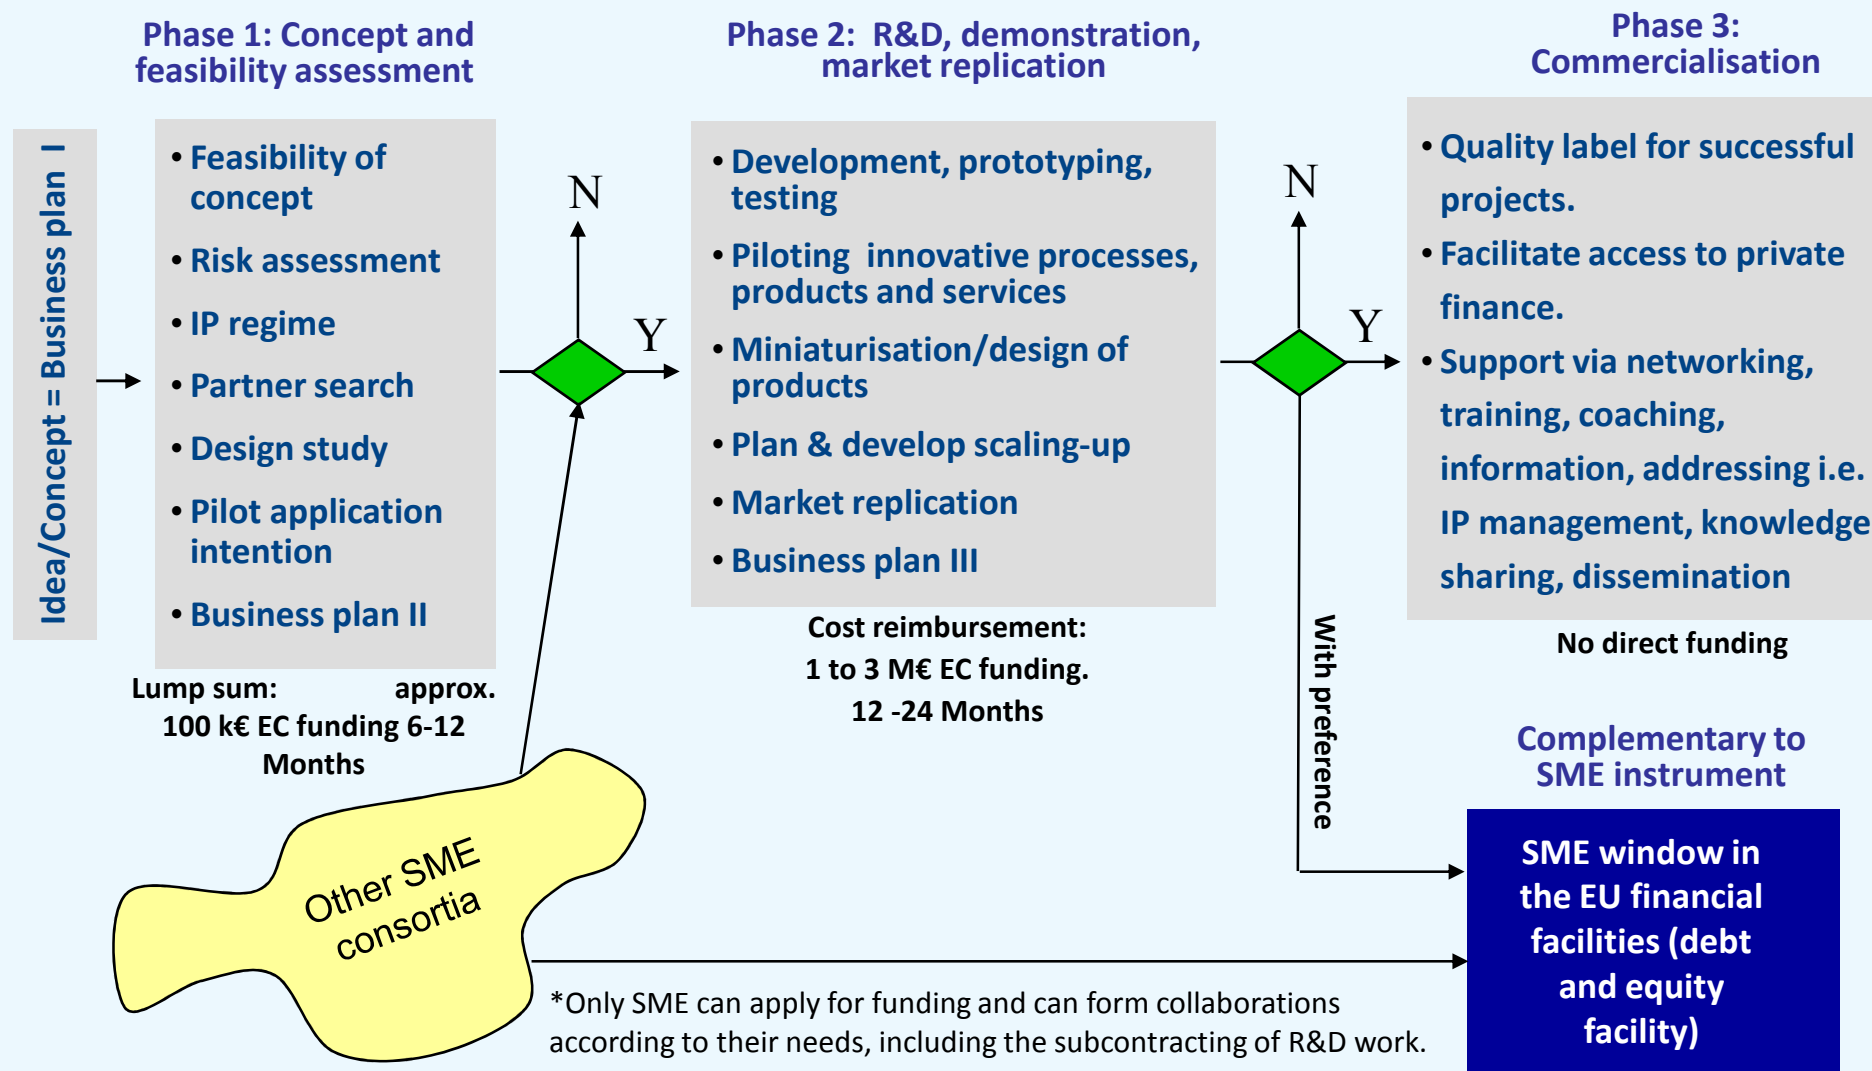 Phase 1: Concept and
feasibility assessment
Idea/Concept = Business plan I
• Feasibility of
concept
• Risk assessment
• IP regime
• Partner search
• Design study
• Pilot application
intention
• Business plan II
Lump sum: approx.
100 k€ EC funding 6-12
Months
N
Y
Phase 2: R&D, demonstration,
market replication
• Development, prototyping,
testing
• Piloting innovative processes,
products and services
• Miniaturisation/design of
products
• Plan & develop scaling-up
• Market replication
• Business plan III
Cost reimbursement:
1 to 3 M€ EC funding.
12 -24 Months
N
Y
With preference
Phase 3:
Commercialisation
• Quality label for successful
projects.
• Facilitate access to private
finance.
• Support via networking,
training, coaching,
information, addressing i.e.
IP management, knowledge
sharing, dissemination
No direct funding
Complementary to
SME instrument
SME window in
the EU financial
facilities (debt
and equity
facility)
Other SME
consortia
*Only SME can apply for funding and can form collaborations
according to their needs, including the subcontracting of R&D work.